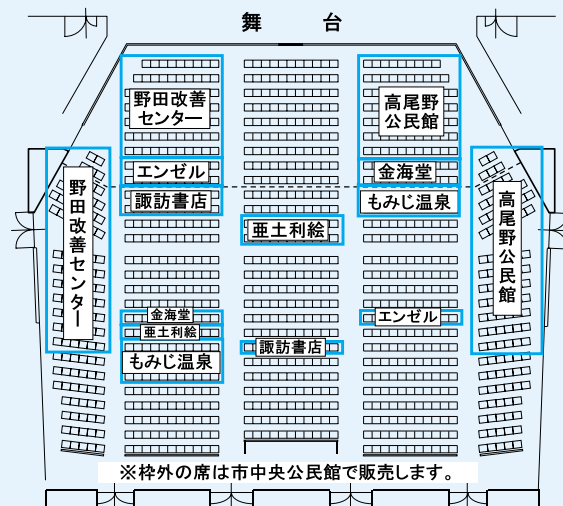 舞台
野田改善
センター
高尾野
公民館
エンゼル
金海堂
諏訪書店
もみじ温泉
野田改善センター
亜土利絵
高尾野公民館
金海堂
エンゼル
亜土利絵
諏訪書店
もみじ温泉
※枠外の席は市中央公民館で販売します。